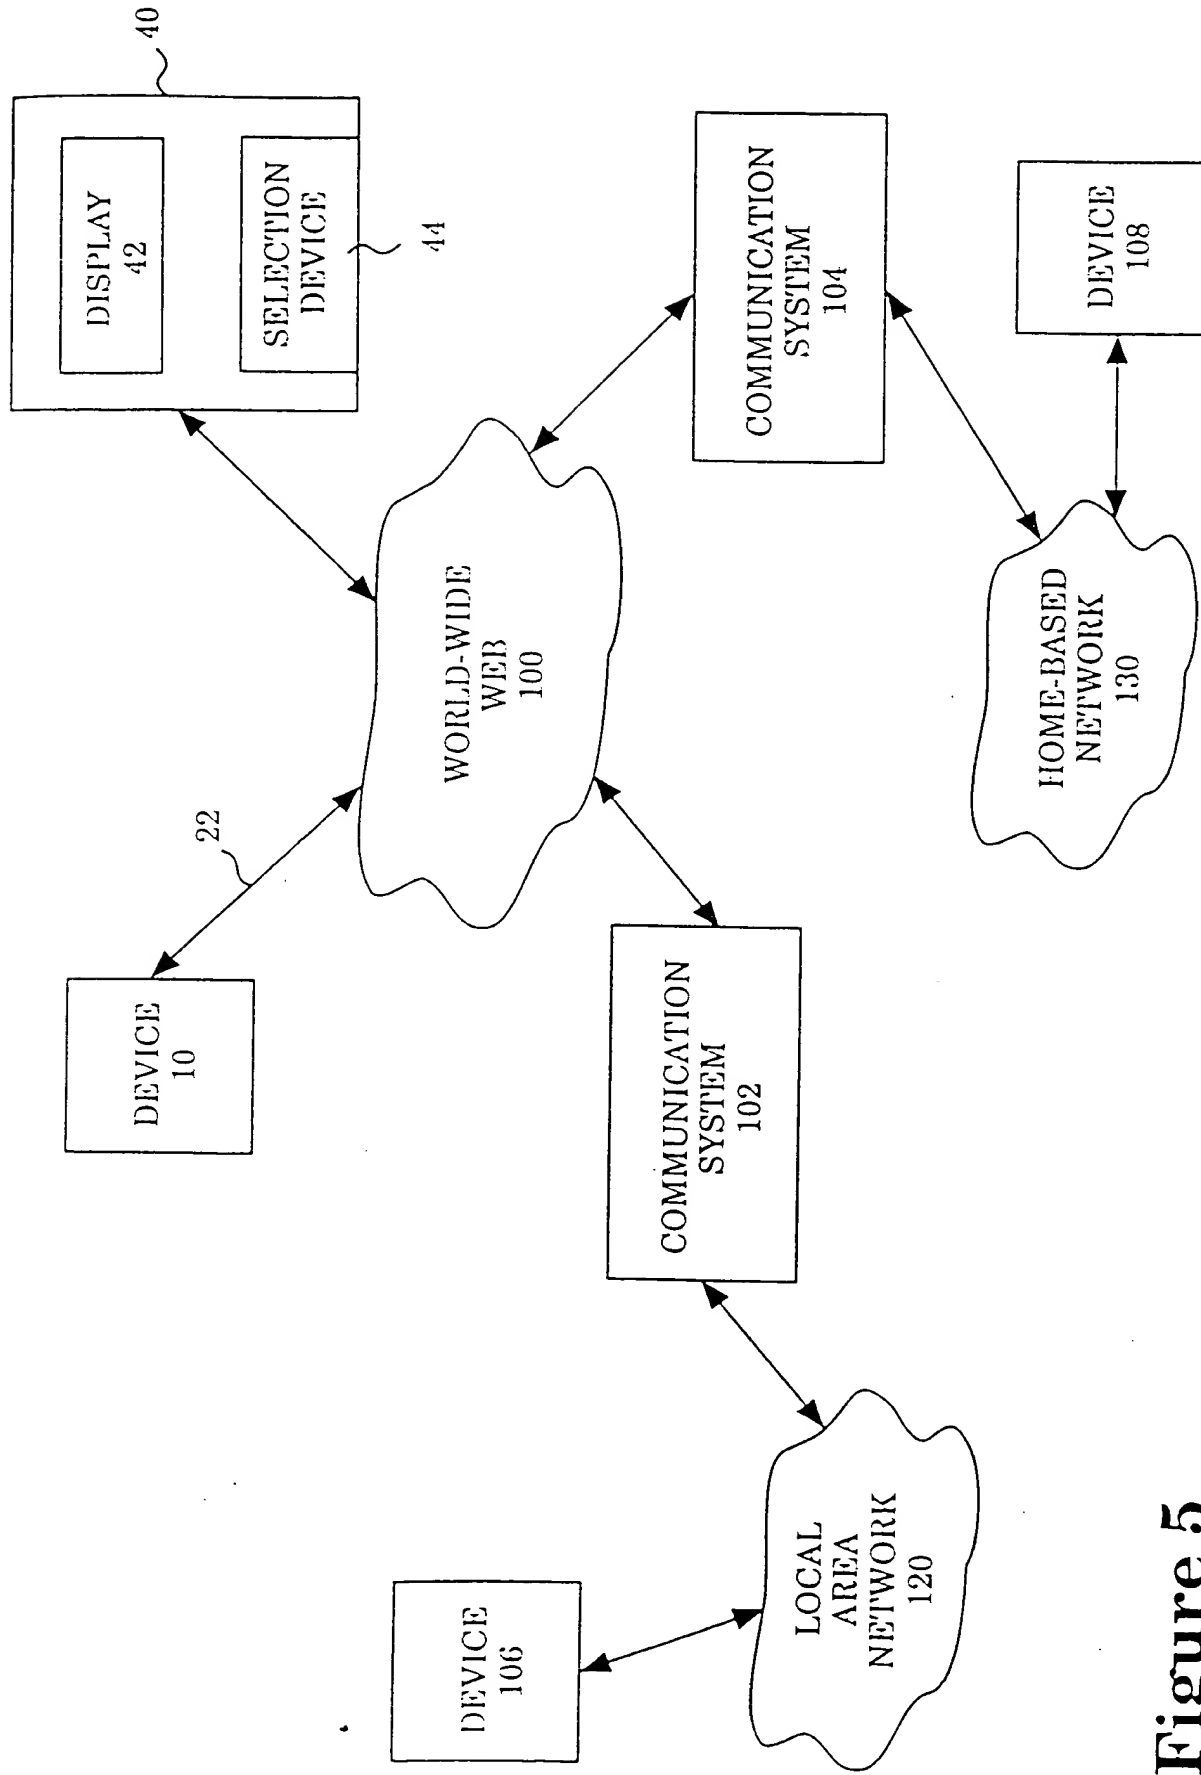 DEVICE
10
22
40
DISPLAY
42
SELECTION
DEVICE
44
WORLD-WIDE
WEB
100
DEVICE
106
COMMUNICATION
SYSTEM
102
COMMUNICATION
SYSTEM
104
LOCAL
AREA
NETWORK
120
HOME-BASED
NETWORK
130
DEVICE
108
Figure 5